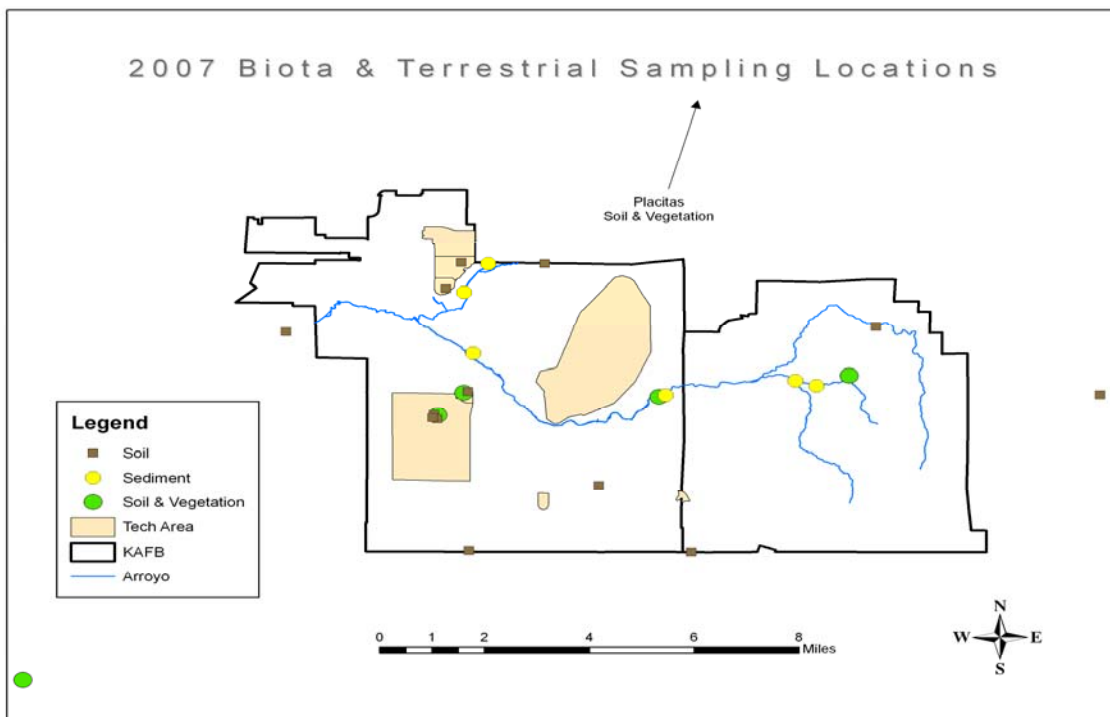 2007 Biota & Terrestrial Sampling Locations
Placitas
Soil & Vegetation
Legend
Soil
Sediment
Soil & Vegetation
Tech Area
KAFB
Arroyo
0 1 2 4 6 8
Miles
N
W E
S